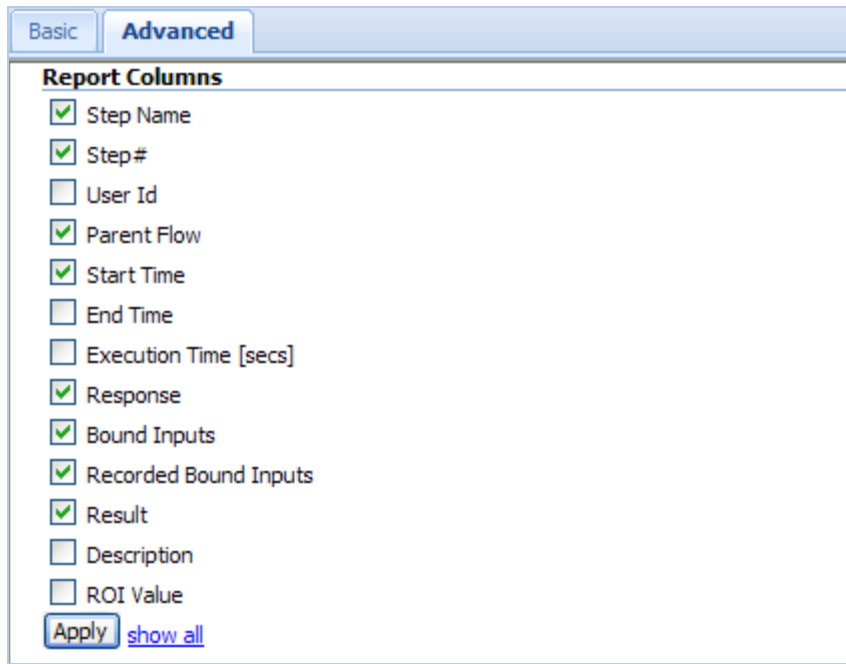 Basic Advanced
Report Columns
Step Name
Step#
User Id
Parent Flow
Start Time
End Time
Execution Time [secs]
Response
Bound Inputs
Recorded Bound Inputs
Result
Description
ROI Value
Apply show all